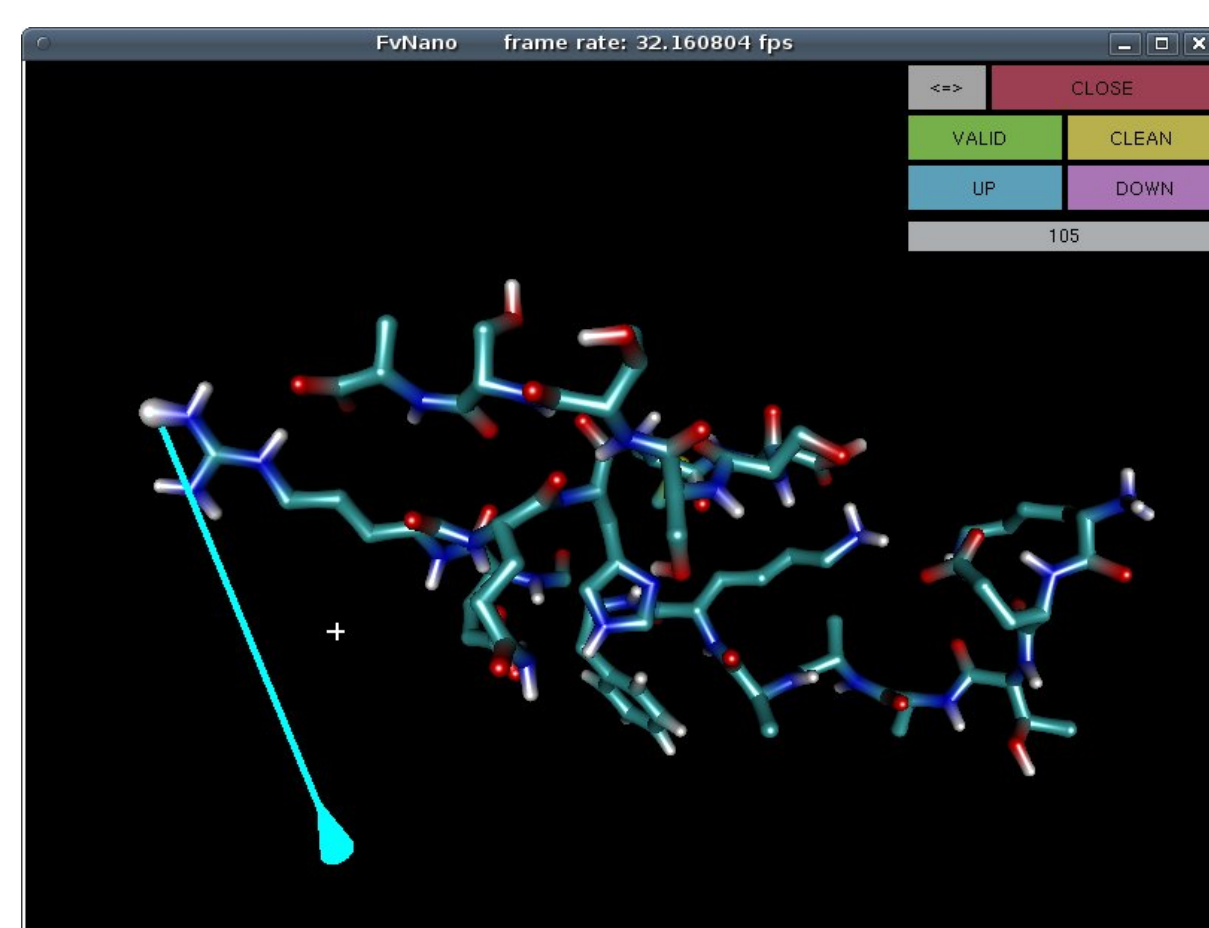 FvNano frame rate: 32.160804 fps
<=> CLOSE
VALID CLEAN
UP DOWN
105